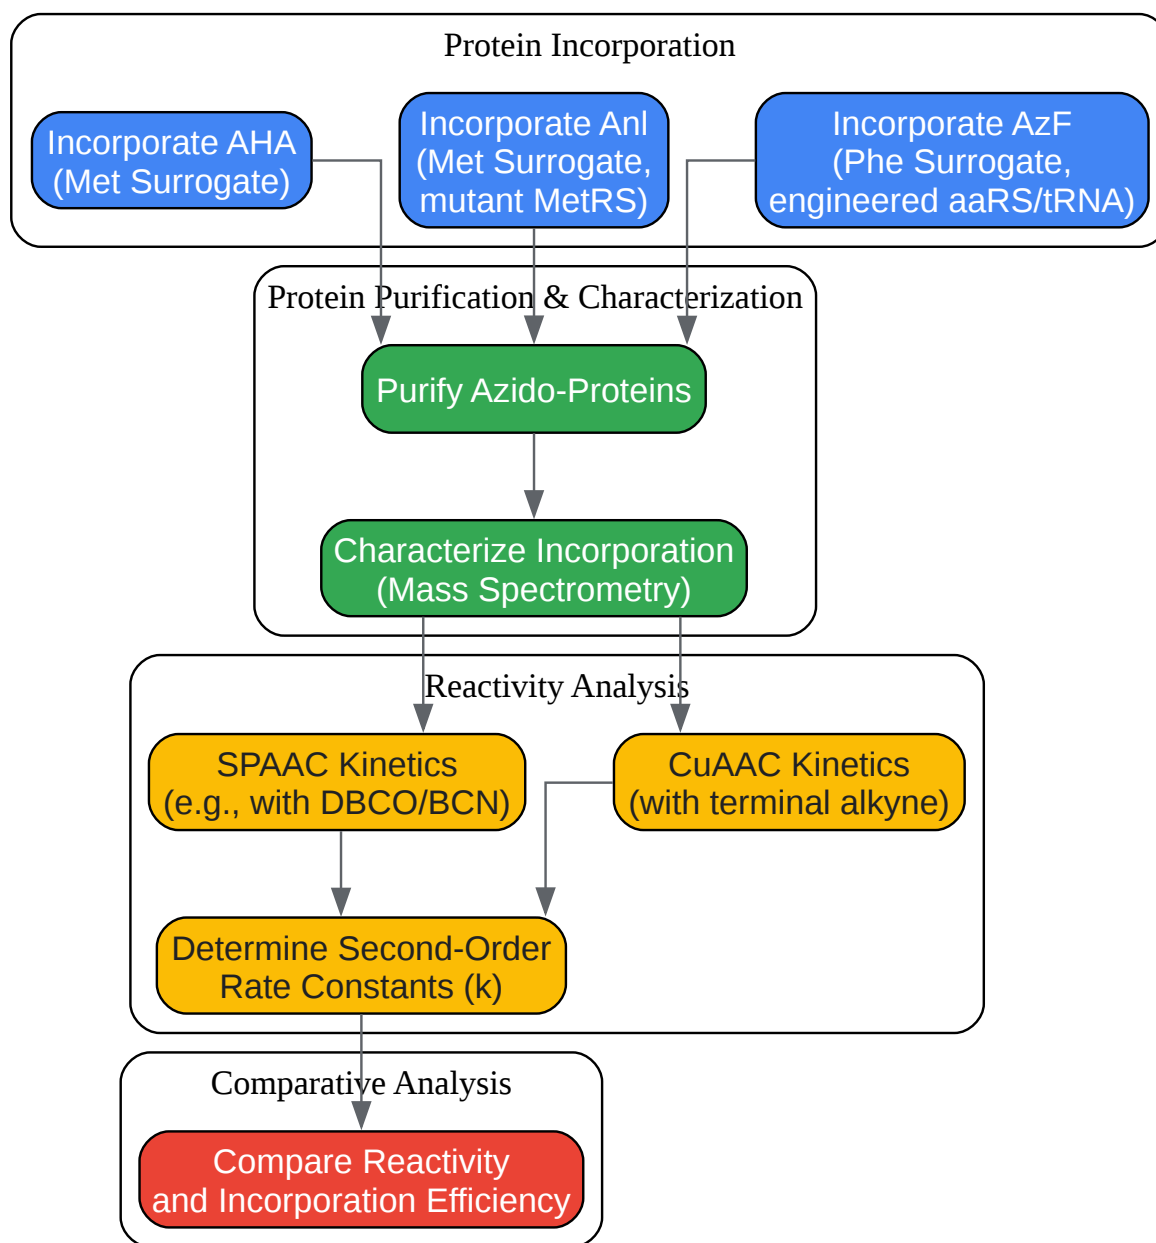 Protein Incorporation
Incorporate AHA
(Met Surrogate)
Incorporate Anl
(Met Surrogate,
mutant MetRS)
Incorporate AzF
(Phe Surrogate,
engineered aaRS/tRNA)
Protein Purification & Characterization
Purify Azido-Proteins
Characterize Incorporation
(Mass Spectrometry)
Reactivity Analysis
SPAAC Kinetics
(e.g., with DBCO/BCN)
CuAAC Kinetics
(with terminal alkyne)
Determine Second-Order
Rate Constants (k)
Comparative Analysis
Compare Reactivity
and Incorporation Efficiency